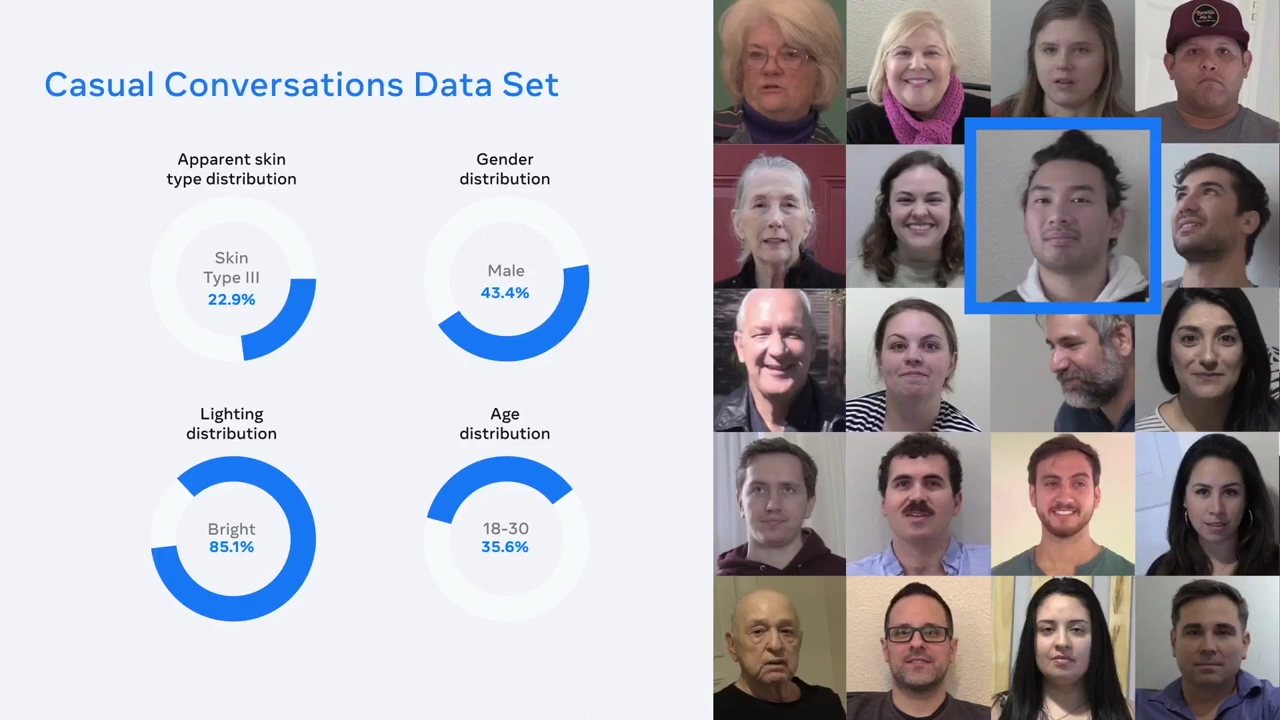 Casual Conversations Data Set
Apparent skin
type distribution
Skin
Type III
22.9%
Gender
distribution
Male
43.4%
Lighting
distribution
Bright
85.1%
Age
distribution
18-30
35.6%